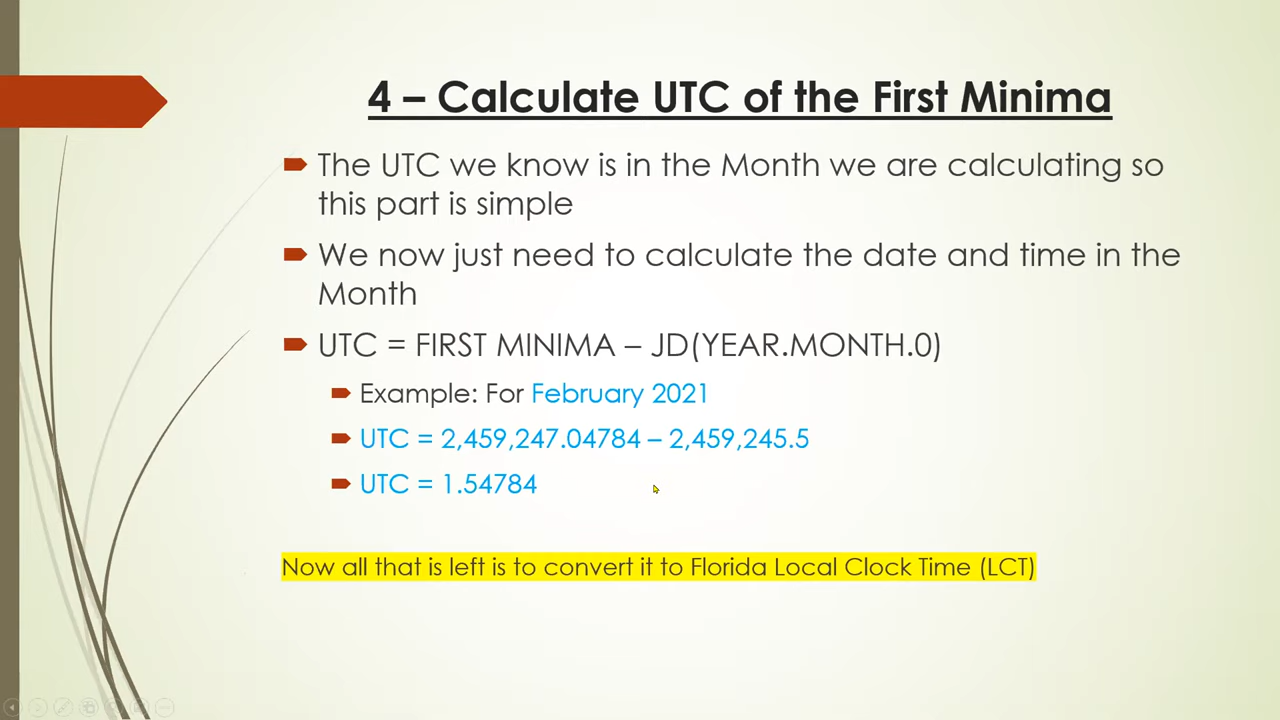 4 – Calculate UTC of the First Minima
The UTC we know is in the Month we are calculating so
this part is simple
We now just need to calculate the date and time in the
Month
UTC = FIRST MINIMA – JD(YEAR.MONTH.0)
Example: For February 2021
UTC = 2,459,247.04784 – 2,459,245.5
UTC = 1.54784
Now all that is left is to convert it to Florida Local Clock Time (LCT)